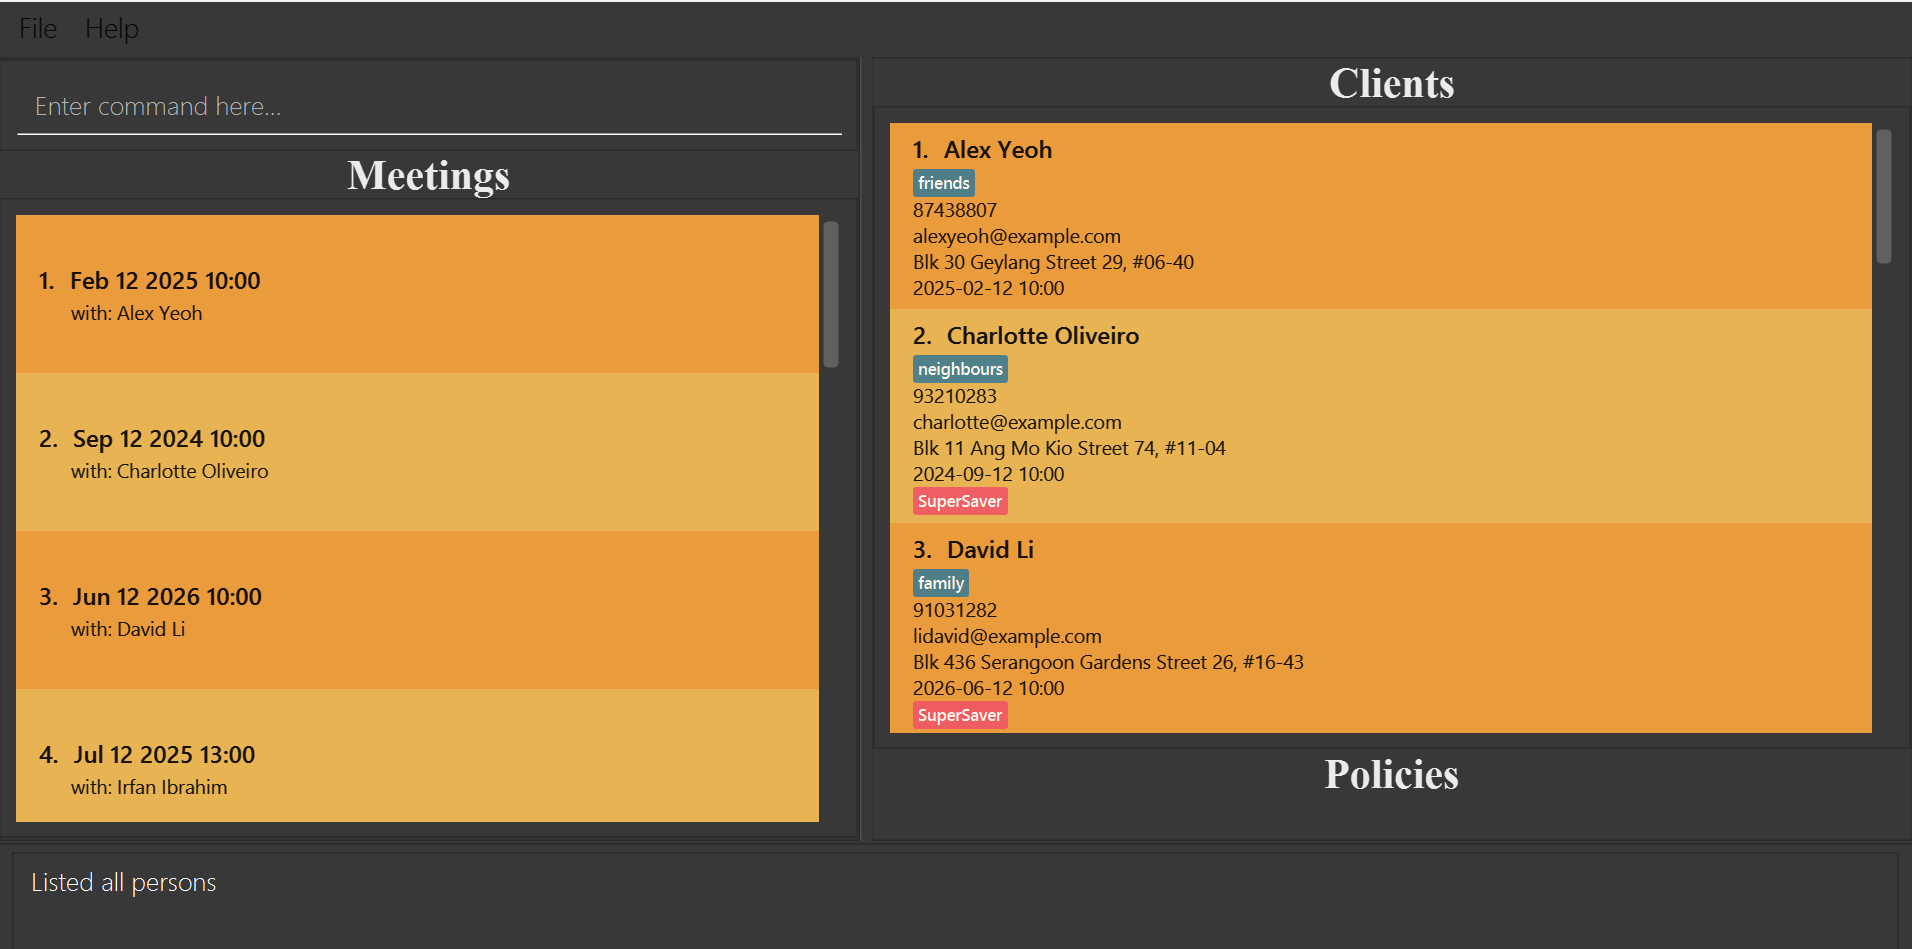 File Help
Enter command here...
Meetings
1. Feb 12 2025 10:00
with: Alex Yeoh
2. Sep 12 2024 10:00
with: Charlotte Oliveiro
3. Jun 12 2026 10:00
with: David Li
4. Jul 12 2025 13:00
with: Irfan Ibrahim
Clients
1. Alex Yeoh
friends
87438807
alexyeoh@example.com
Blk 30 Geylang Street 29, #06-40
2025-02-12 10:00
2. Charlotte Oliveiro
neighbours
93210283
charlotte@example.com
Blk 11 Ang Mo Kio Street 74, #11-04
2024-09-12 10:00
SuperSaver
3. David Li
family
91031282
lidavid@example.com
Blk 436 Serangoon Gardens Street 26, #16-43
2026-06-12 10:00
SuperSaver
Policies
Listed all persons